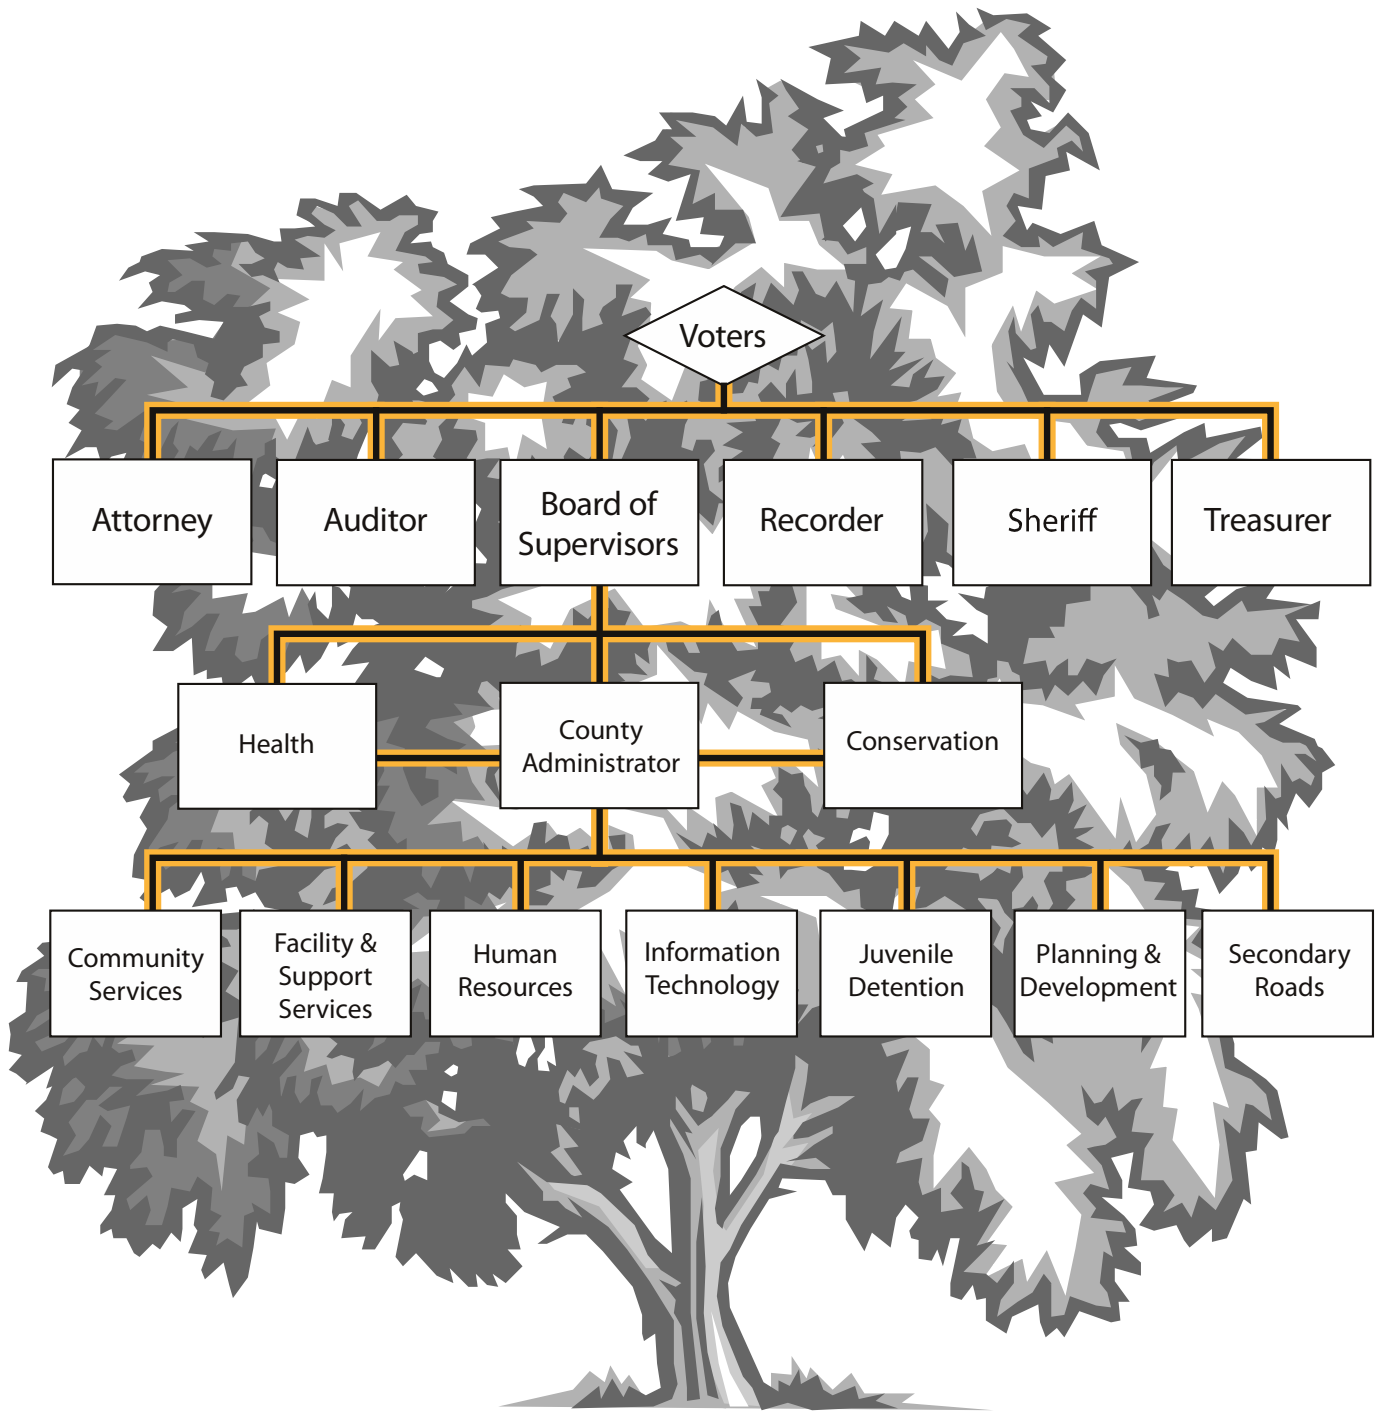 Voters
Attorney
Auditor
Board of
Supervisors
Recorder
Sheriff
Treasurer
Health
County
Administrator
Conservation
Community
Services
Facility &
Support
Services
Human
Resources
Information
Technology
Juvenile
Detention
Planning &
Development
Secondary
Roads